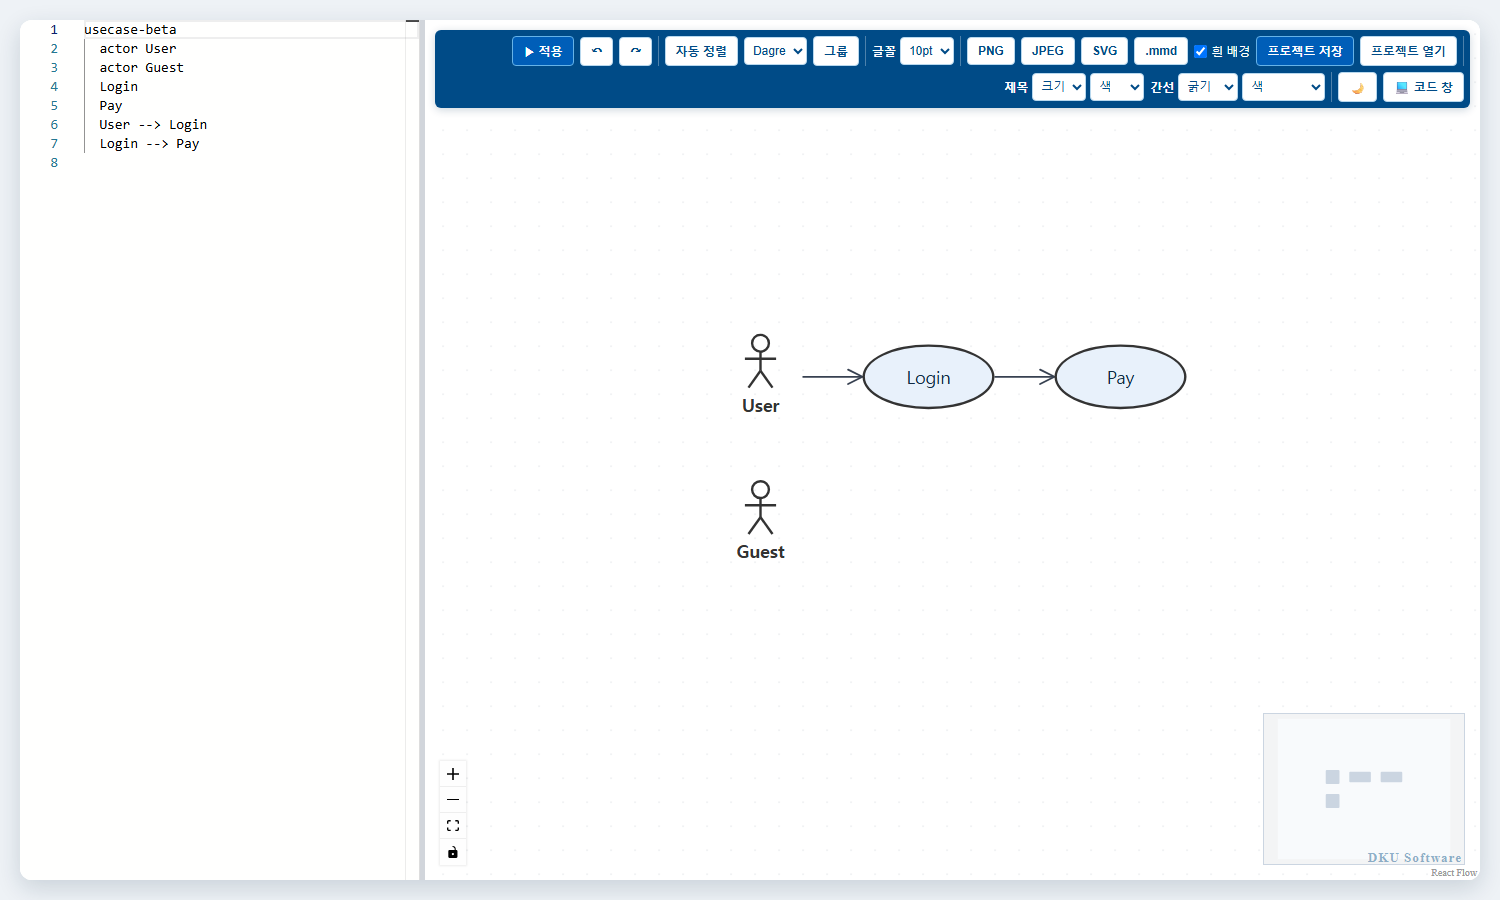 1 usecase-beta
2 actor User
3 actor Guest
4 Login
5 Pay
6 User --> Login
7 Login --> Pay
8
▶ 적용 ↶ ↷ 자동 정렬 Dagre 그룹 글꼴 10pt PNG JPEG SVG .mmd 흰 배경 프로젝트 저장 프로젝트 열기
제목 크기 색 간선 굵기 색 🌙 💻 코드 창
User
Login
Pay
Guest
DKU Software
React Flow